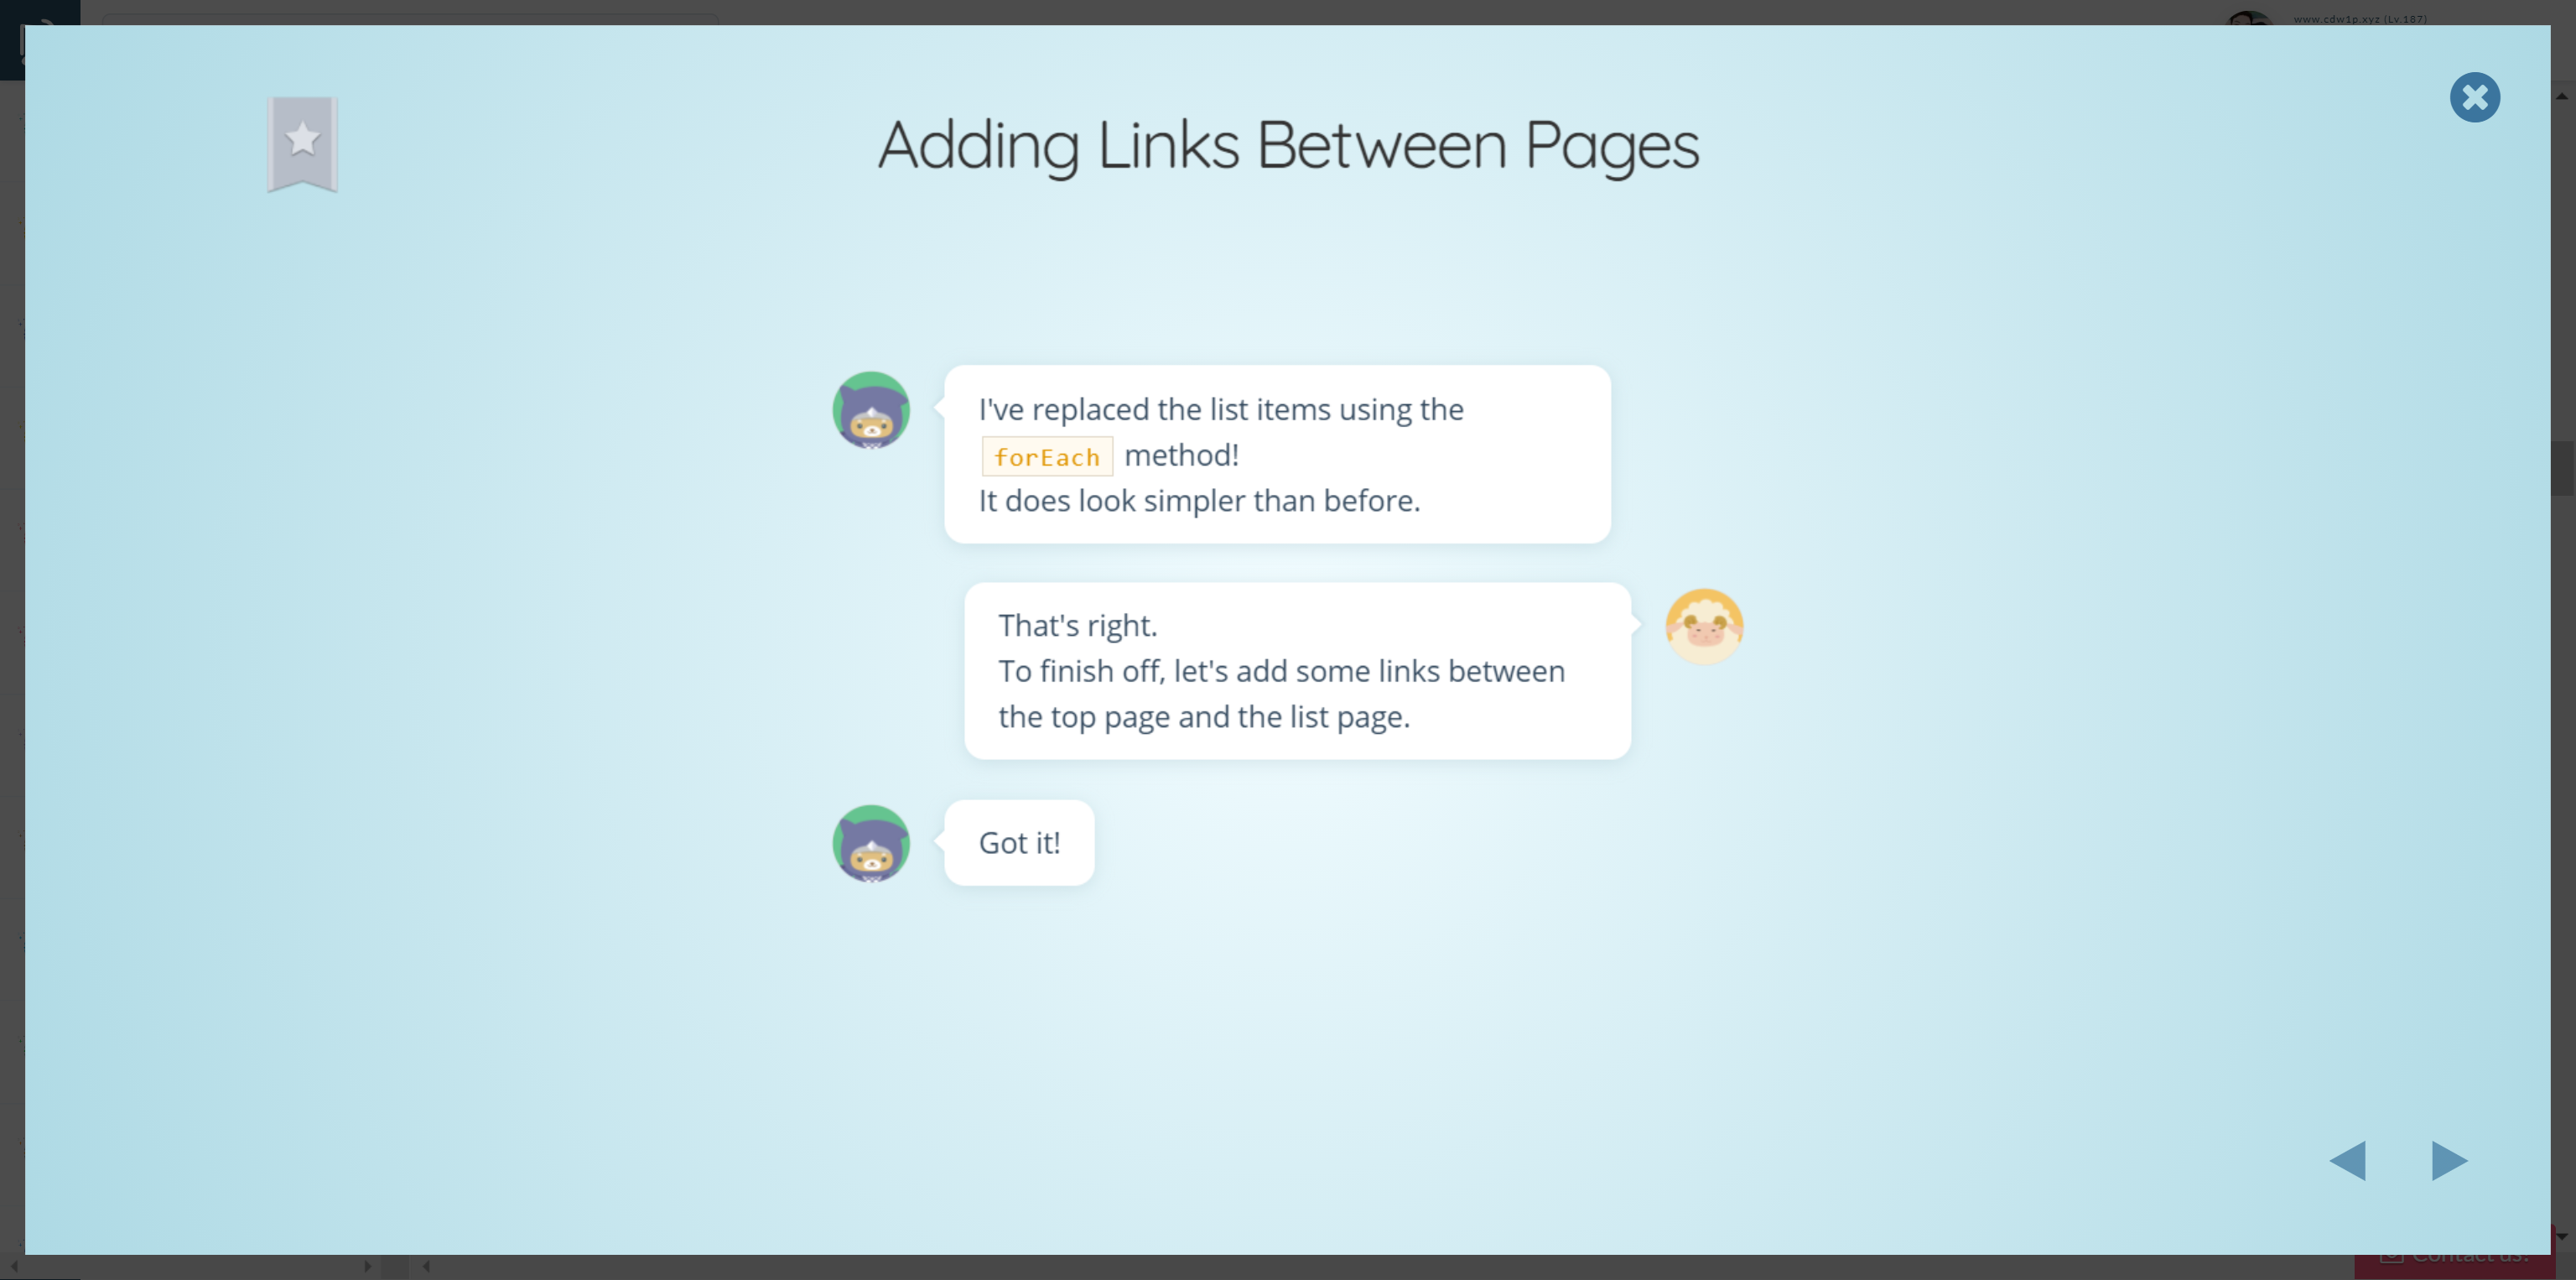 www.cdw1p.xyz (Lv.187)
Adding Links Between Pages
I've replaced the list items using the
forEach method!
It does look simpler than before.
That's right.
To finish off, let's add some links between
the top page and the list page.
Got it!
Contact us!